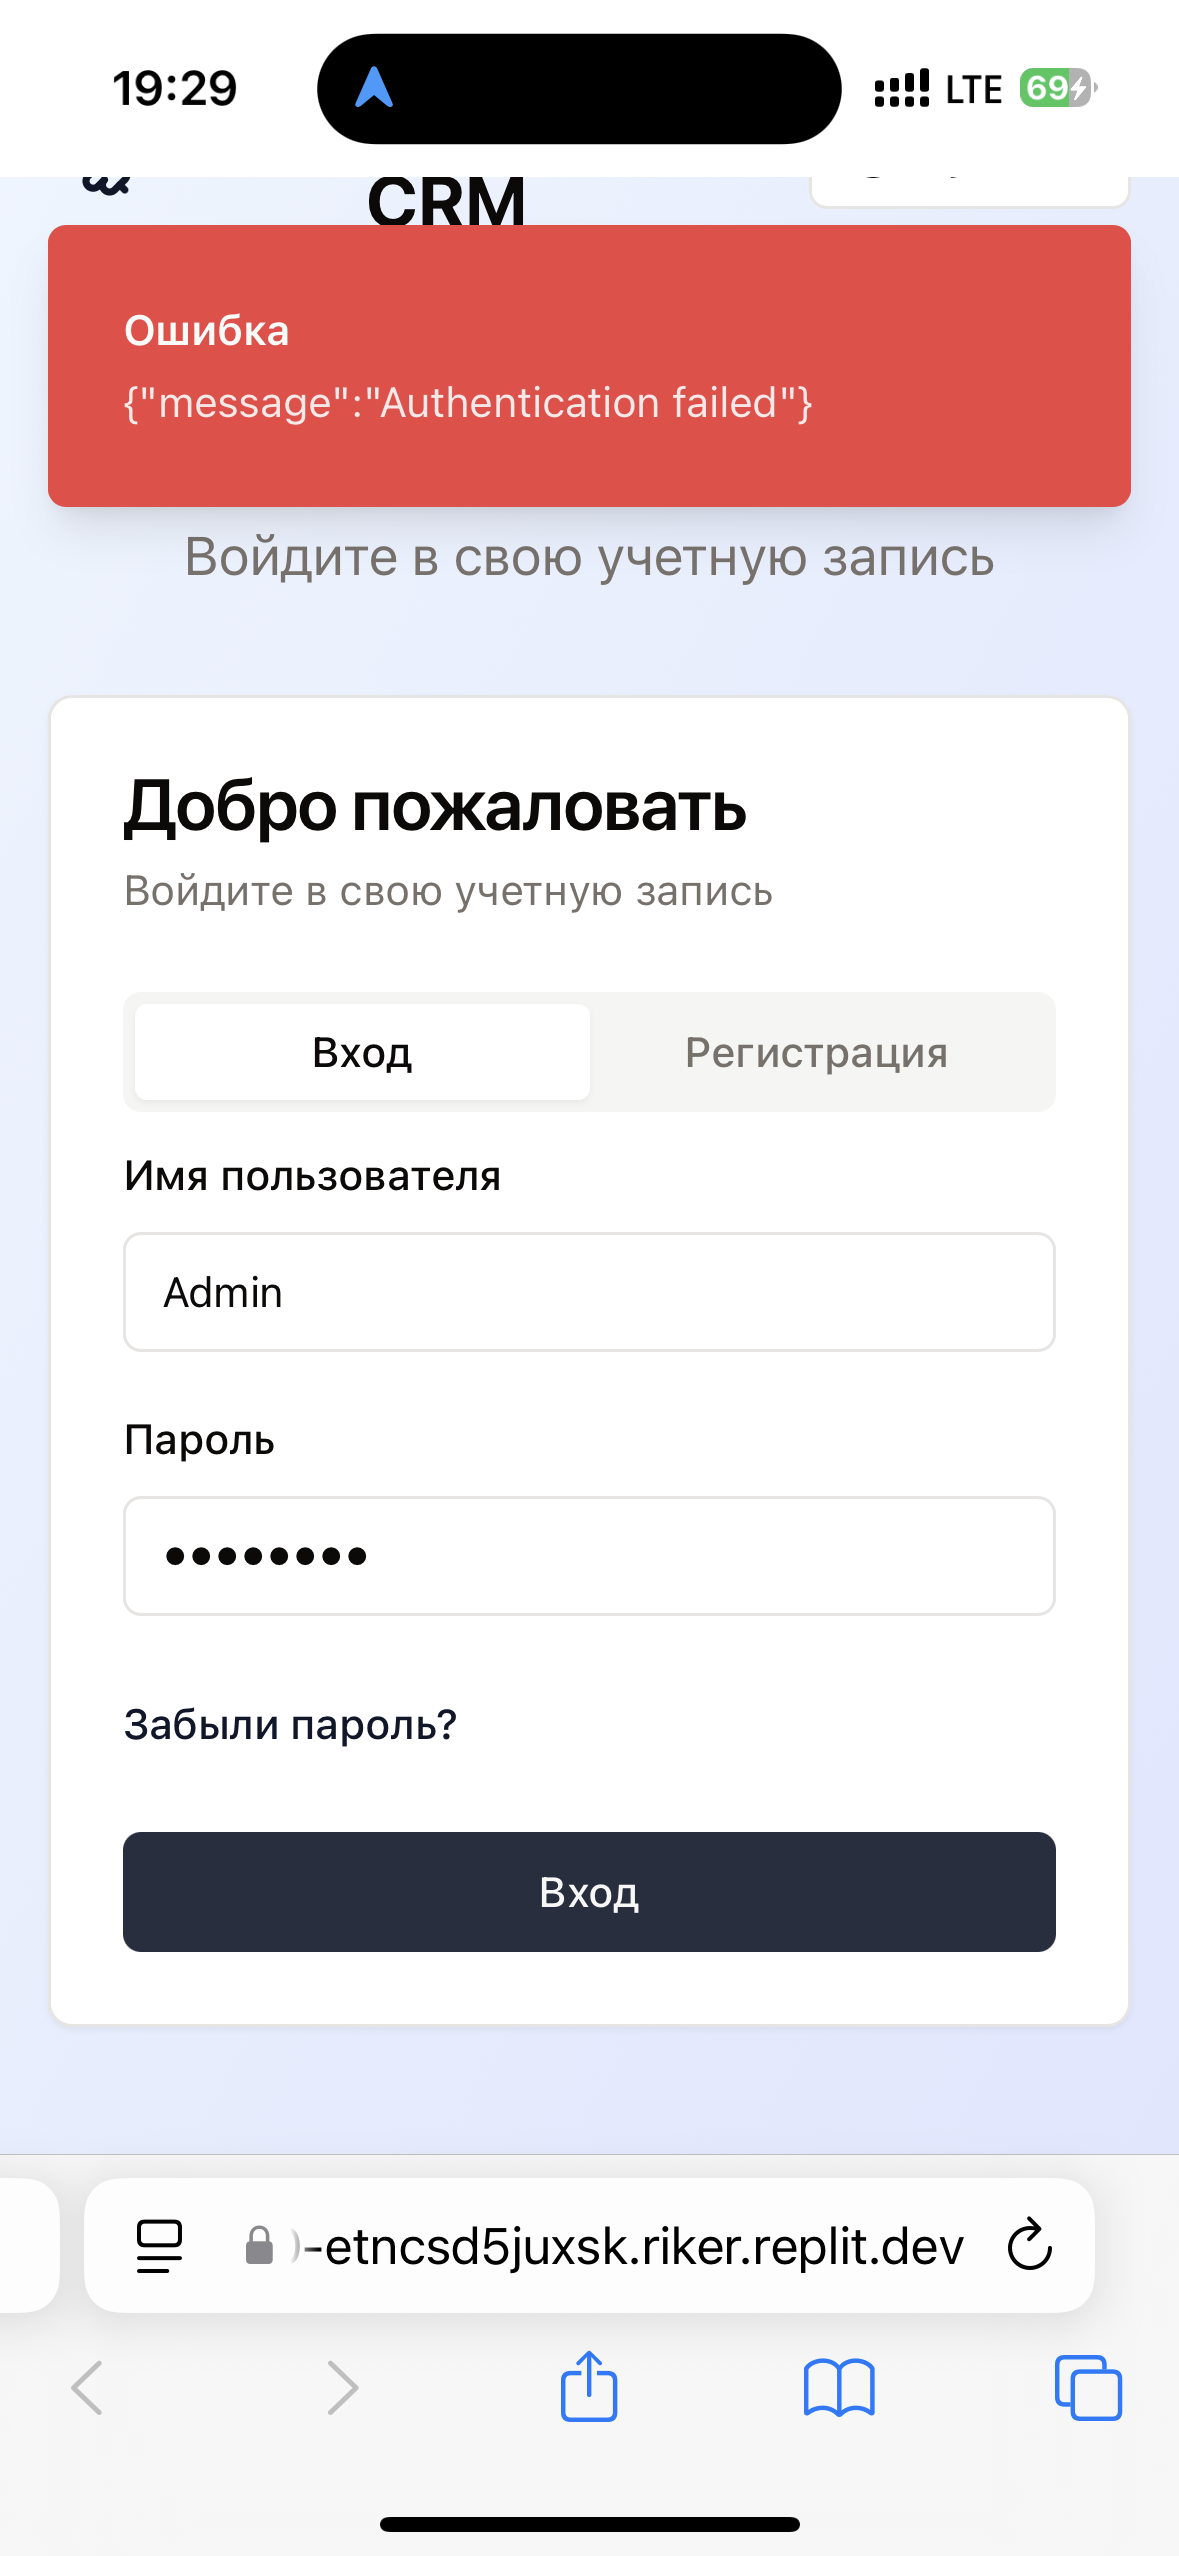 19:29
LTE
69
CRM
Ошибка
{"message":"Authentication failed"}
Войдите в свою учетную запись
Добро пожаловать
Войдите в свою учетную запись
Вход
Регистрация
Имя пользователя
Admin
Пароль
••••••••
Забыли пароль?
Вход
-etncsd5juxsk.riker.replit.dev